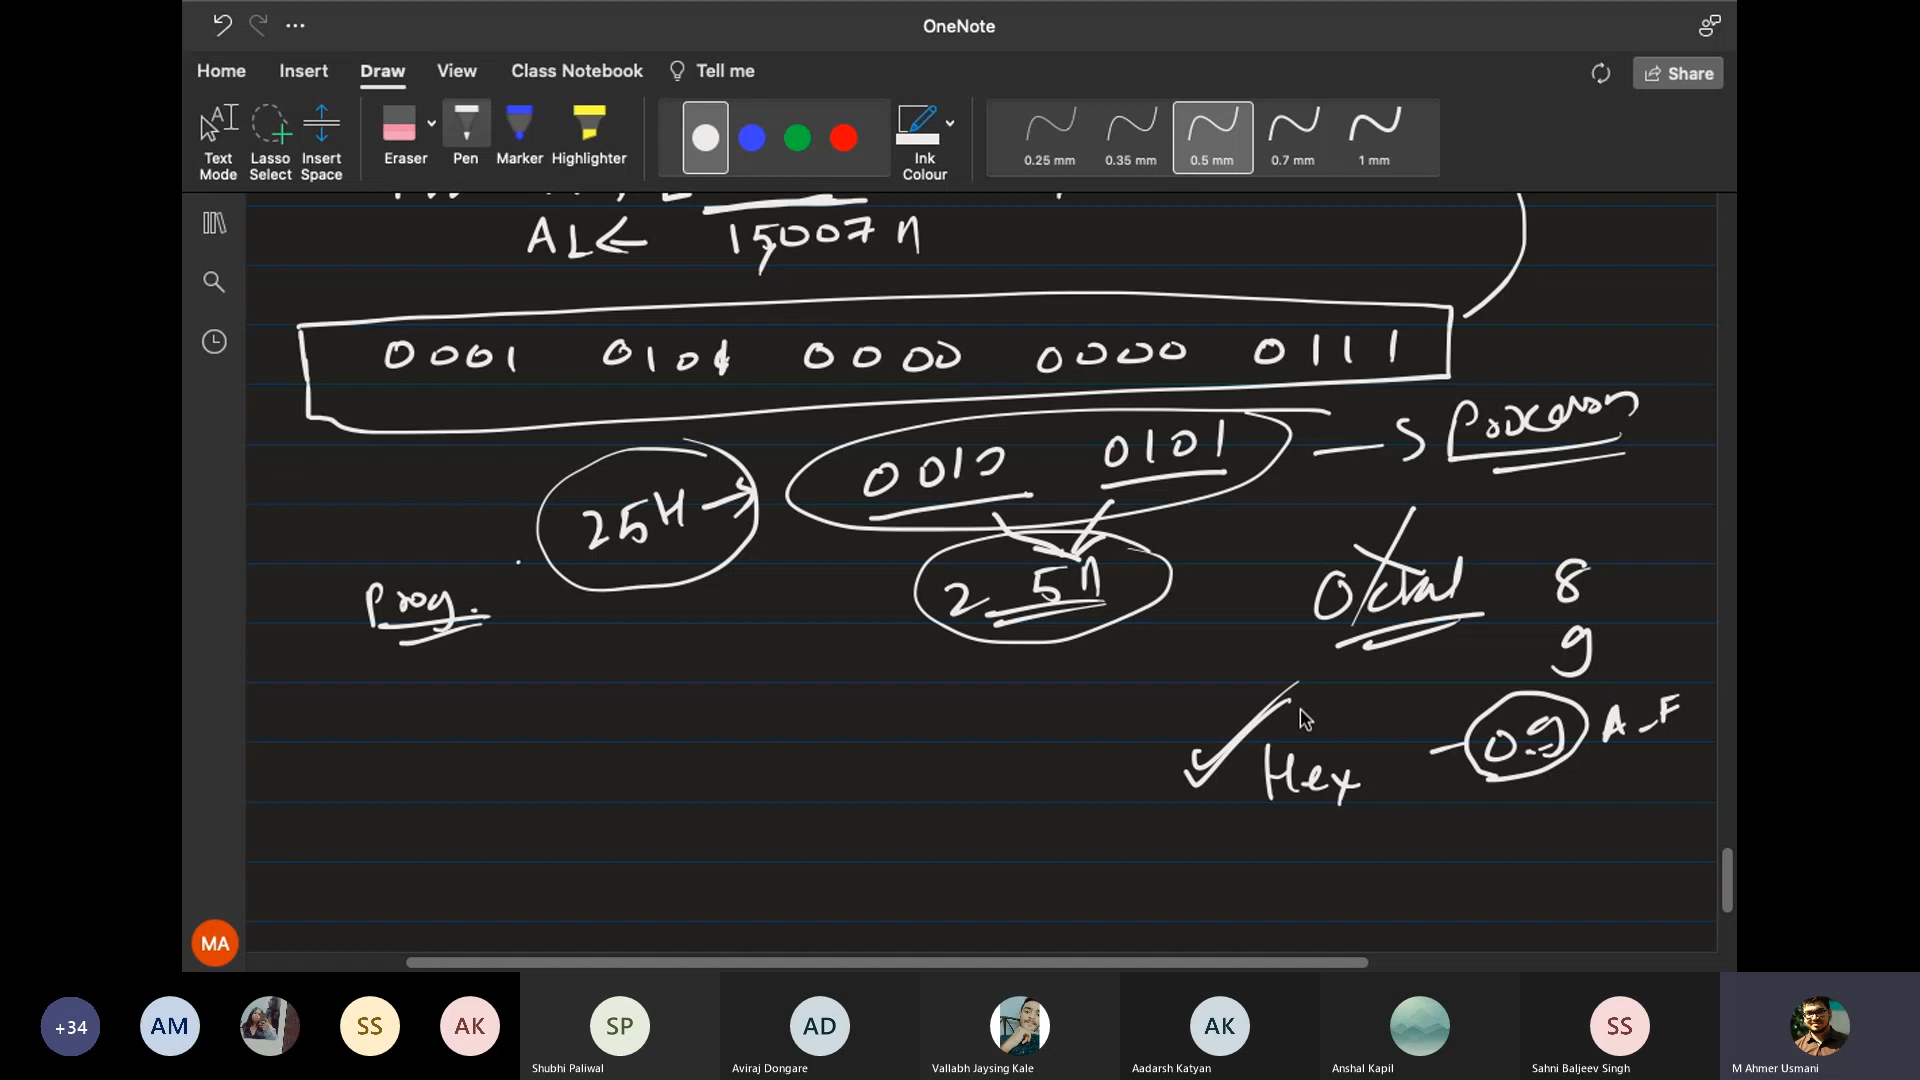 OneNote
Home Insert Draw View Class Notebook Tell me
Share
Text Mode
Lasso Select
Insert Space
Eraser
Pen
Marker
Highlighter
Ink Colour
0.25 mm
0.35 mm
0.5 mm
0.7 mm
1 mm
AL← 15007 H
0001 0101 0000 0000 0111
0010 0101 — S Processor
25H →
2 5H
Prog.
Octal 8
9
Hex - 0-9 A-F
MA
+34 AM SS AK SP AD AK SS
Shubhi Paliwal
Aviraj Dongare
Vallabh Jaysing Kale
Aadarsh Katyan
Anshal Kapil
Sahni Baljeev Singh
M Ahmer Usmani